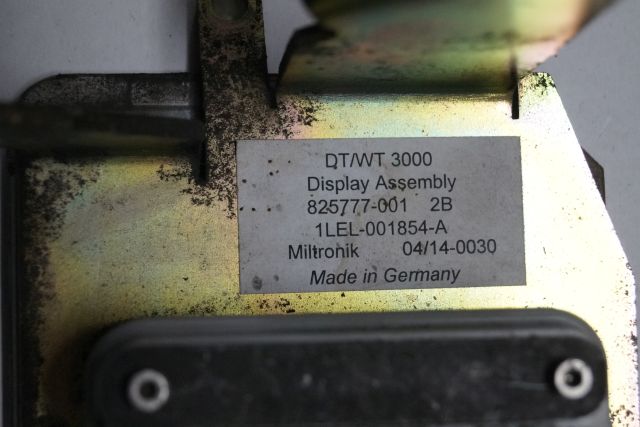 DT/WT 3000
Display Assembly
825777-001 2B
1LEL-001854-A
Miltronik 04/14-0030
Made in Germany